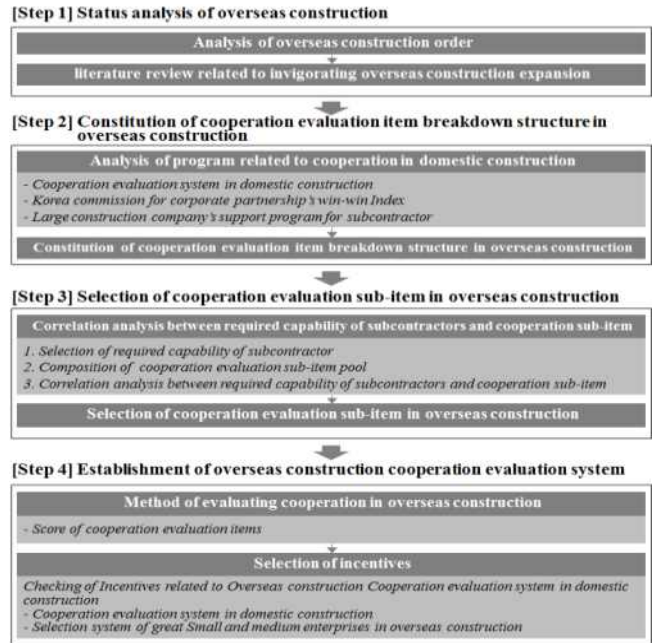 [Step 1] Status analysis of overseas construction
Analysis of overseas construction order
literature review related to invigorating overseas construction expansion
[Step 2] Constitution of cooperation evaluation item breakdown structure in
overseas construction
Analysis of program related to cooperation in domestic construction
- Cooperation evaluation system in domestic construction
- Korea commission for corporate partnership's win-win Index
- Large construction company's support program for subcontractor
Constitution of cooperation evaluation item breakdown structure in overseas construction
[Step 3] Selection of cooperation evaluation sub-item in overseas construction
Correlation analysis between required capability of subcontractors and cooperation sub-item
1. Selection of required capability of subcontractor
2. Composition of cooperation evaluation sub-item pool
3. Correlation analysis between required capability of subcontractors and cooperation sub-item
Selection of cooperation evaluation sub-item in overseas construction
[Step 4] Establishment of overseas construction cooperation evaluation system
Method of evaluating cooperation in overseas construction
- Score of cooperation evaluation items
Selection of incentives
Checking of Incentives related to Overseas construction Cooperation evaluation system in domestic
construction
- Cooperation evaluation system in domestic construction
- Selection system of great Small and medium enterprises in overseas construction